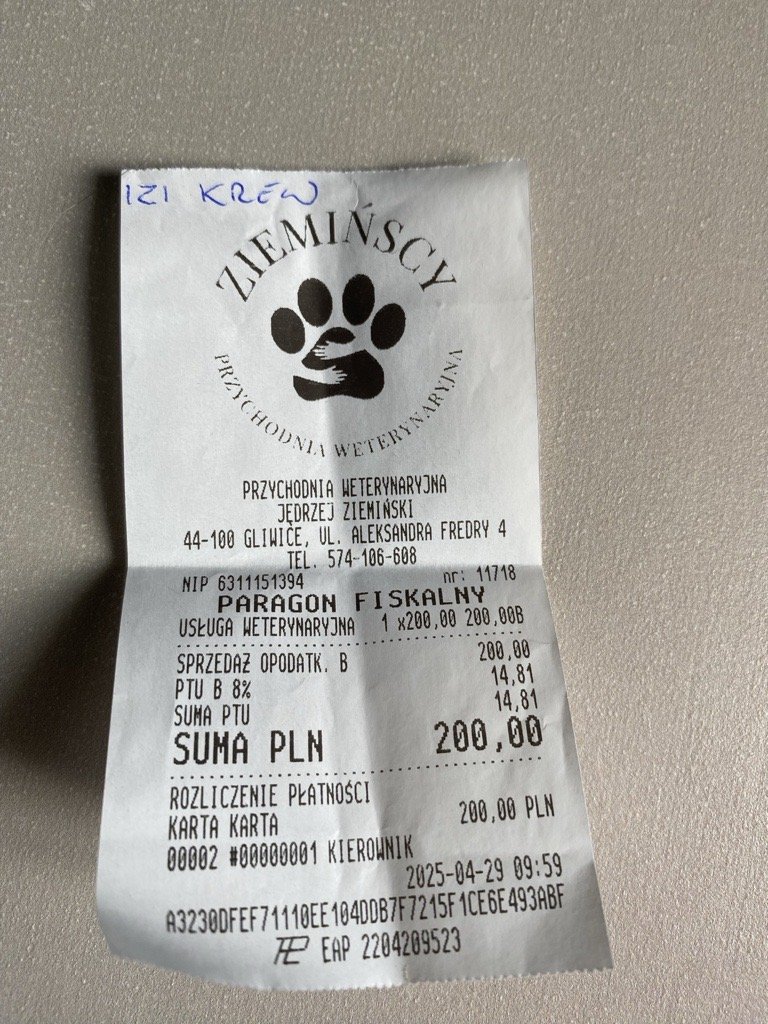 IZI KREW
ZIEMIŃSCY
PRZYCHODNIA WETERYNARYJNA
PRZYCHODNIA WETERYNARYJNA
JĘDRZEJ ZIEMIŃSKI
44-100 GLIWICE, UL. ALEKSANDRA FREDRY 4
TEL. 574-106-608
NIP 6311151394 nr: 11718
PARAGON FISKALNY
USŁUGA WETERYNARYJNA 1 x200,00 200,00B
SPRZEDAŻ OPODATK. B 200,00
PTU B 8% 14,81
SUMA PTU 14,81
SUMA PLN 200,00
ROZLICZENIE PŁATNOŚCI
KARTA KARTA 200,00 PLN
00002 #00000001 KIEROWNIK
2025-04-29 09:59
A3230DFEF71110EE104DDB7F7215F1CE6E493ABF
EAP 2204209523